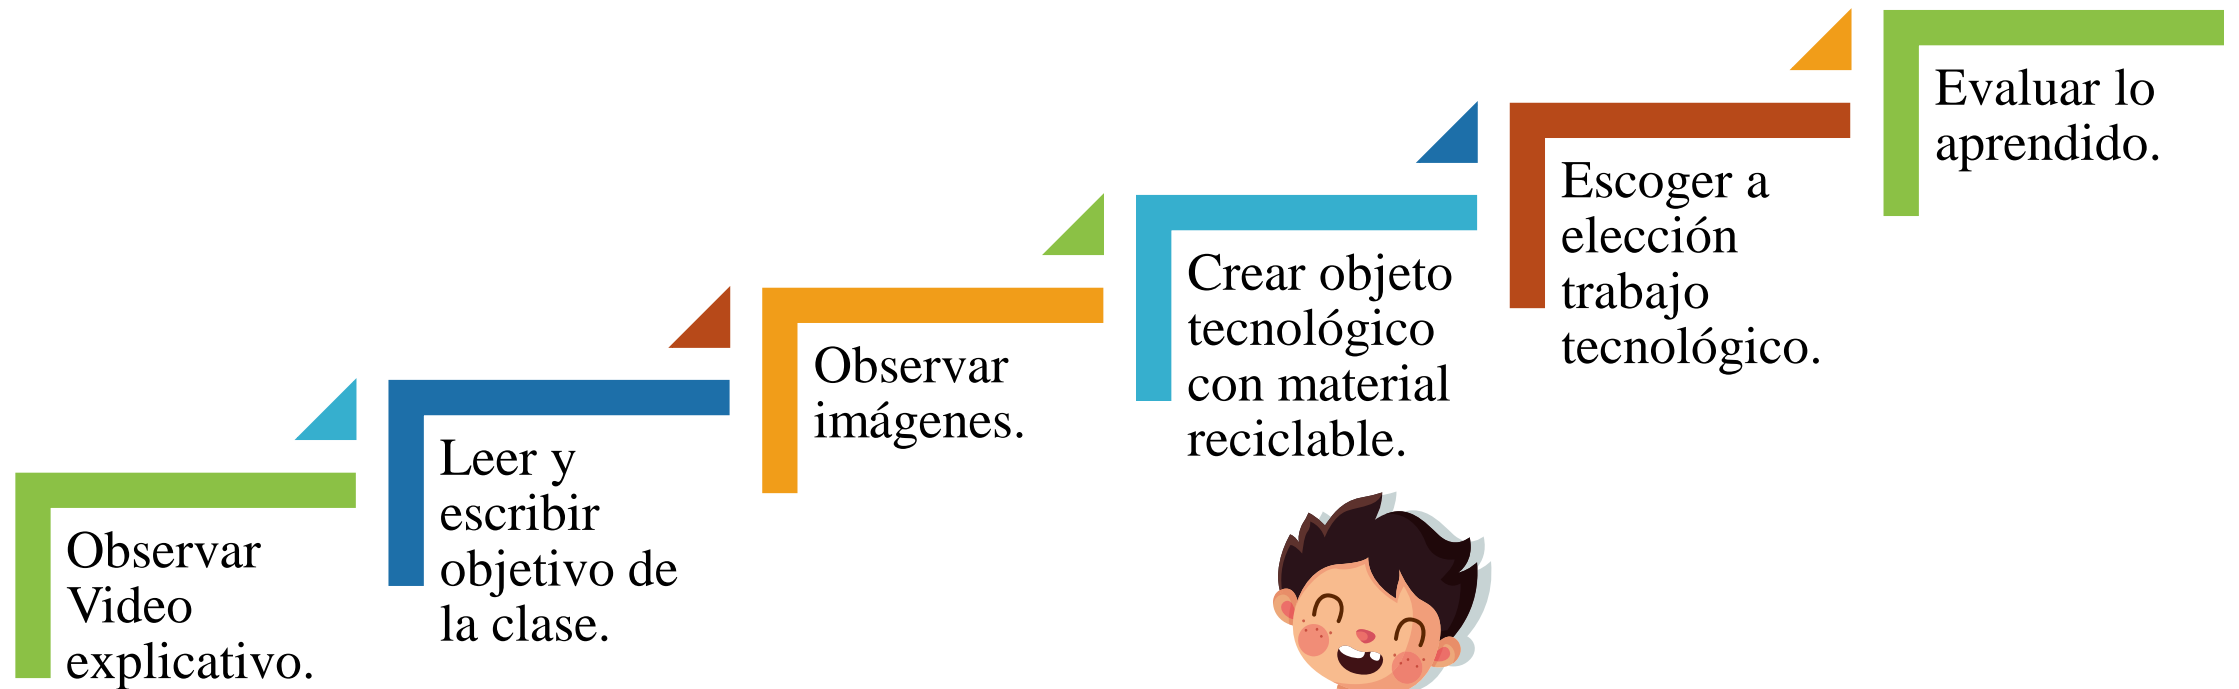 Observar
Video
explicativo.
Leer y
escribir
objetivo de
la clase.
Observar
imágenes.
Crear objeto
tecnológico
con material
reciclable.
Escoger a
elección
trabajo
tecnológico.
Evaluar lo
aprendido.